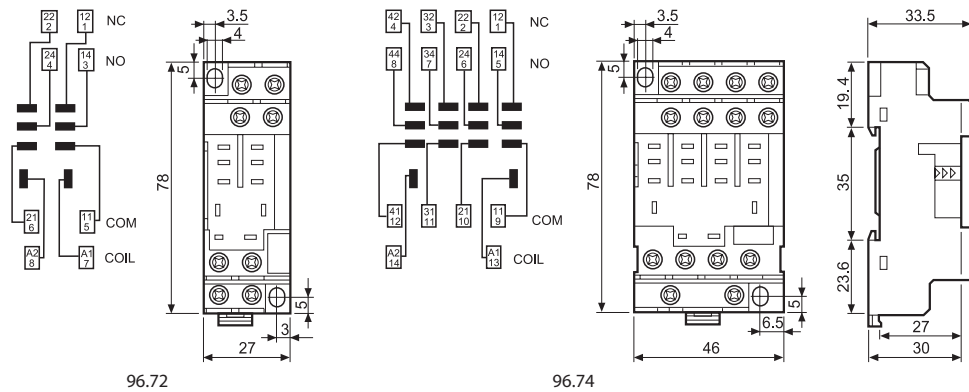 22 2 12 1 NC
24 4 14 3 NO
21 6 11 5 COM
A2 8 A1 7 COIL
3.5
4
5
78
5
3
27
96.72
42 4 32 3 22 2 12 1 NC
44 8 34 7 24 6 14 5 NO
41 12 31 11 21 10 11 9 COM
A2 14 A1 13 COIL
3.5
4
5
78
5
6.5
46
96.74
33.5
19.4
35
23.6
27
30